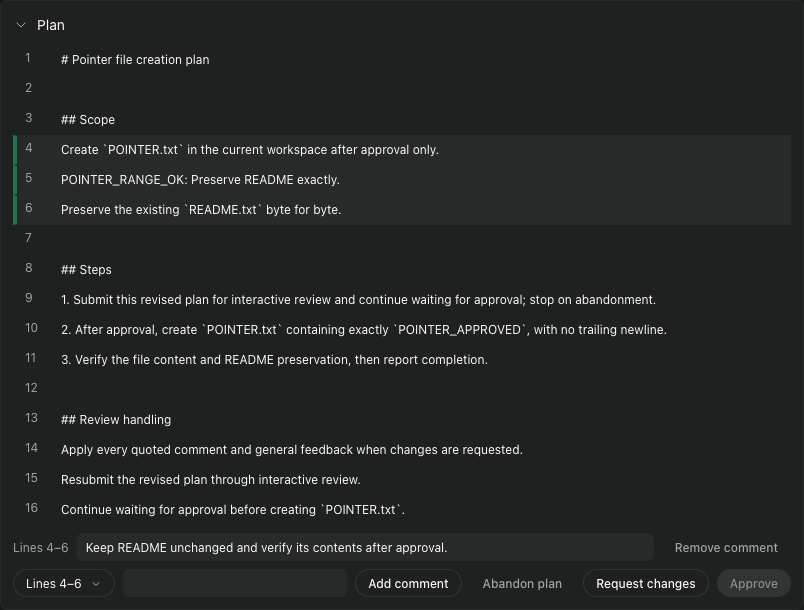 Plan
1 # Pointer file creation plan
2
3 ## Scope
4 Create `POINTER.txt` in the current workspace after approval only.
5 POINTER_RANGE_OK: Preserve README exactly.
6 Preserve the existing `README.txt` byte for byte.
7
8 ## Steps
9 1. Submit this revised plan for interactive review and continue waiting for approval; stop on abandonment.
10 2. After approval, create `POINTER.txt` containing exactly `POINTER_APPROVED`, with no trailing newline.
11 3. Verify the file content and README preservation, then report completion.
12
13 ## Review handling
14 Apply every quoted comment and general feedback when changes are requested.
15 Resubmit the revised plan through interactive review.
16 Continue waiting for approval before creating `POINTER.txt`.
Lines 4–6 Keep README unchanged and verify its contents after approval. Remove comment
Lines 4–6 Add comment Abandon plan Request changes Approve